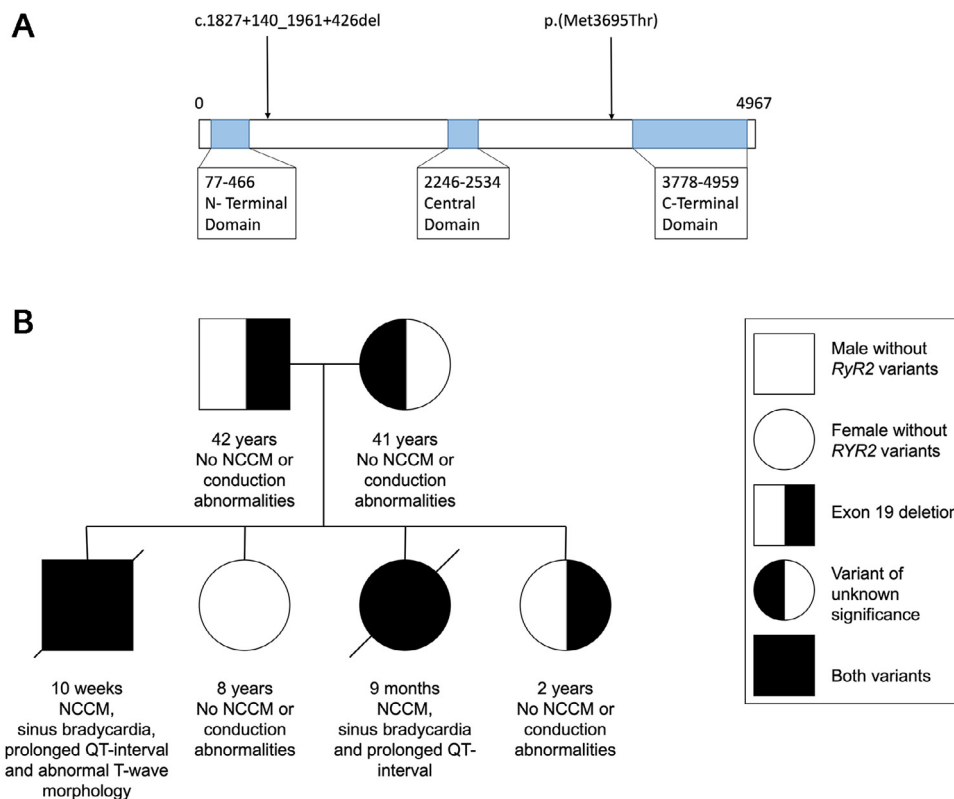 A
c.1827+140_1961+426del
p.(Met3695Thr)
0
4967
77-466
N- Terminal
Domain
2246-2534
Central
Domain
3778-4959
C-Terminal
Domain
B
42 years
No NCCM or
conduction
abnormalities
41 years
No NCCM or
conduction
abnormalities
10 weeks
NCCM,
sinus bradycardia,
prolonged QT-interval
and abnormal T-wave
morphology
8 years
No NCCM or
conduction
abnormalities
9 months
NCCM,
sinus bradycardia
and prolonged QT-
interval
2 years
No NCCM or
conduction
abnormalities
Male without
RyR2 variants
Female without
RYR2 variants
Exon 19 deletion
Variant of
unknown
significance
Both variants